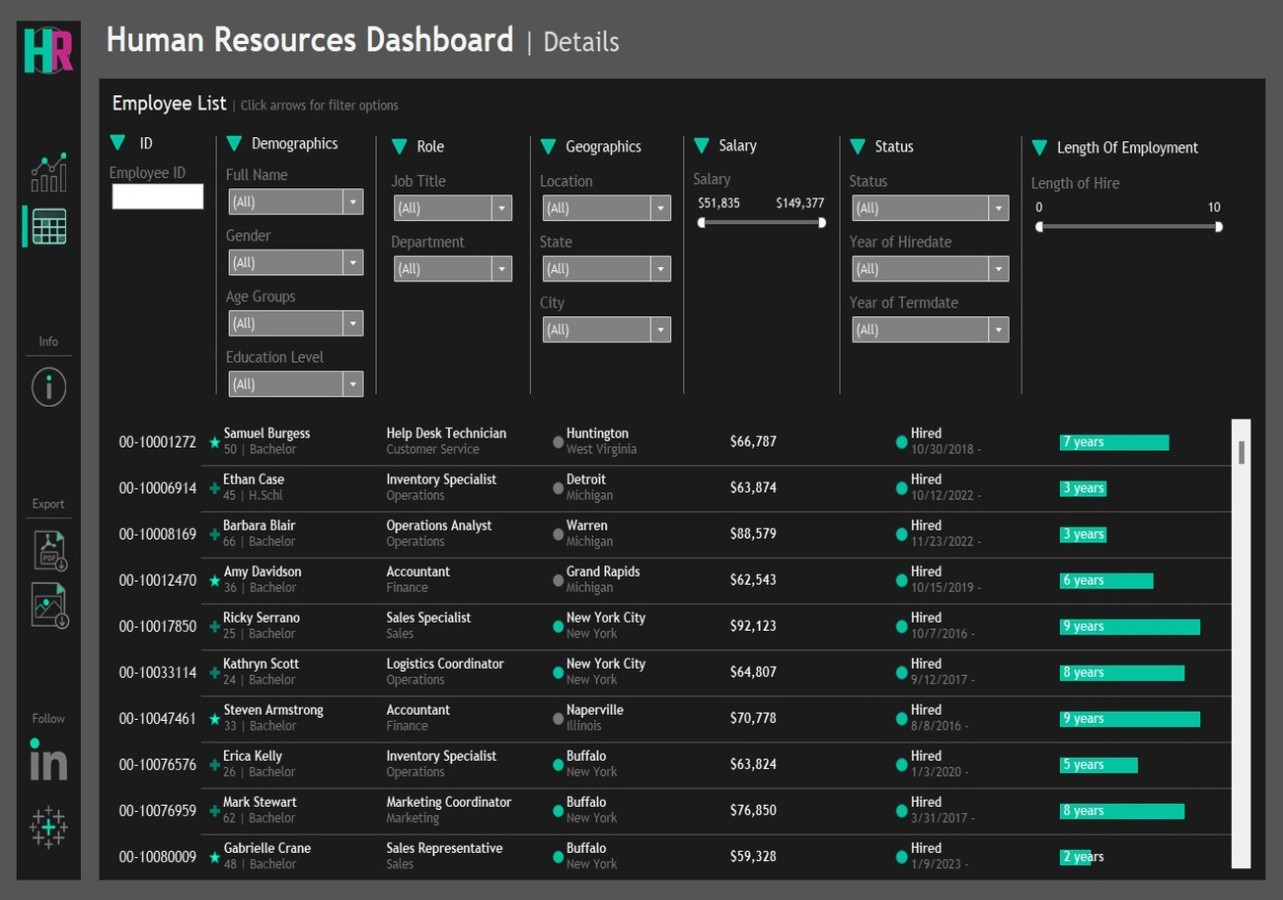 HR
Human Resources Dashboard | Details
Employee List | Click arrows for filter options
ID
Employee ID
Demographics
Full Name
(All)
Gender
(All)
Age Groups
(All)
Education Level
(All)
Role
Job Title
(All)
Department
(All)
Geographics
Location
(All)
State
(All)
City
(All)
Salary
Salary
$51,835 $149,377
Status
Status
(All)
Year of Hiredate
(All)
Year of Termdate
(All)
Length Of Employment
Length of Hire
0 10
Info
i
Export
PDF
Follow
in
00-10001272 Samuel Burgess Help Desk Technician Huntington $66,787 Hired 7 years
50 | Bachelor Customer Service West Virginia 10/30/2018 -
00-10006914 Ethan Case Inventory Specialist Detroit $63,874 Hired 3 years
45 | H.Schl Operations Michigan 10/12/2022 -
00-10008169 Barbara Blair Operations Analyst Warren $88,579 Hired 3 years
66 | Bachelor Operations Michigan 11/23/2022 -
00-10012470 Amy Davidson Accountant Grand Rapids $62,543 Hired 6 years
36 | Bachelor Finance Michigan 10/15/2019 -
00-10017850 Ricky Serrano Sales Specialist New York City $92,123 Hired 9 years
25 | Bachelor Sales New York 10/7/2016 -
00-10033114 Kathryn Scott Logistics Coordinator New York City $64,807 Hired 8 years
24 | Bachelor Operations New York 9/12/2017 -
00-10047461 Steven Armstrong Accountant Naperville $70,778 Hired 9 years
33 | Bachelor Finance Illinois 8/8/2016 -
00-10076576 Erica Kelly Inventory Specialist Buffalo $63,824 Hired 5 years
26 | Bachelor Operations New York 1/3/2020 -
00-10076959 Mark Stewart Marketing Coordinator Buffalo $76,850 Hired 8 years
62 | Bachelor Marketing New York 3/31/2017 -
00-10080009 Gabrielle Crane Sales Representative Buffalo $59,328 Hired 2 years
48 | Bachelor Sales New York 1/9/2023 -